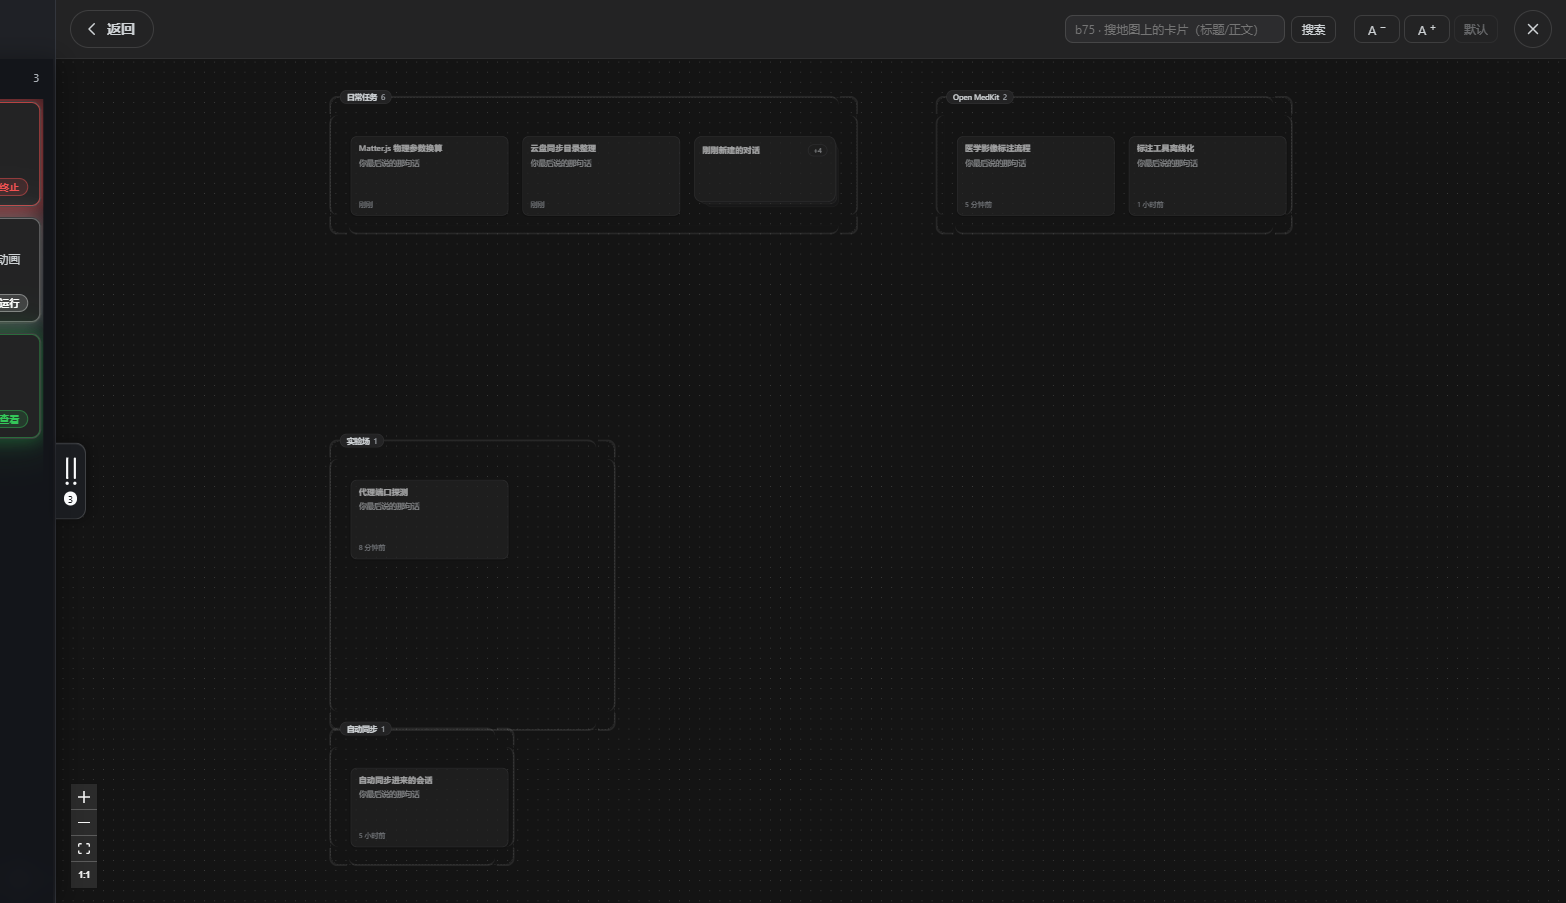 返回
b75 · 搜地图上的卡片（标题/正文）
搜索
A⁻
A⁺
默认
3
终止
动画
运行
查看
3
日常任务 6
Matter.js 物理参数换算
你最后说的那句话
刚刚
云盘同步目录整理
你最后说的那句话
刚刚
刚刚新建的对话
+4
Open MedKit 2
医学影像标注流程
你最后说的那句话
5 分钟前
标注工具离线化
你最后说的那句话
1 小时前
实验场 1
代理端口探测
你最后说的那句话
8 分钟前
自动同步 1
自动同步进来的会话
你最后说的那句话
5 小时前
1:1